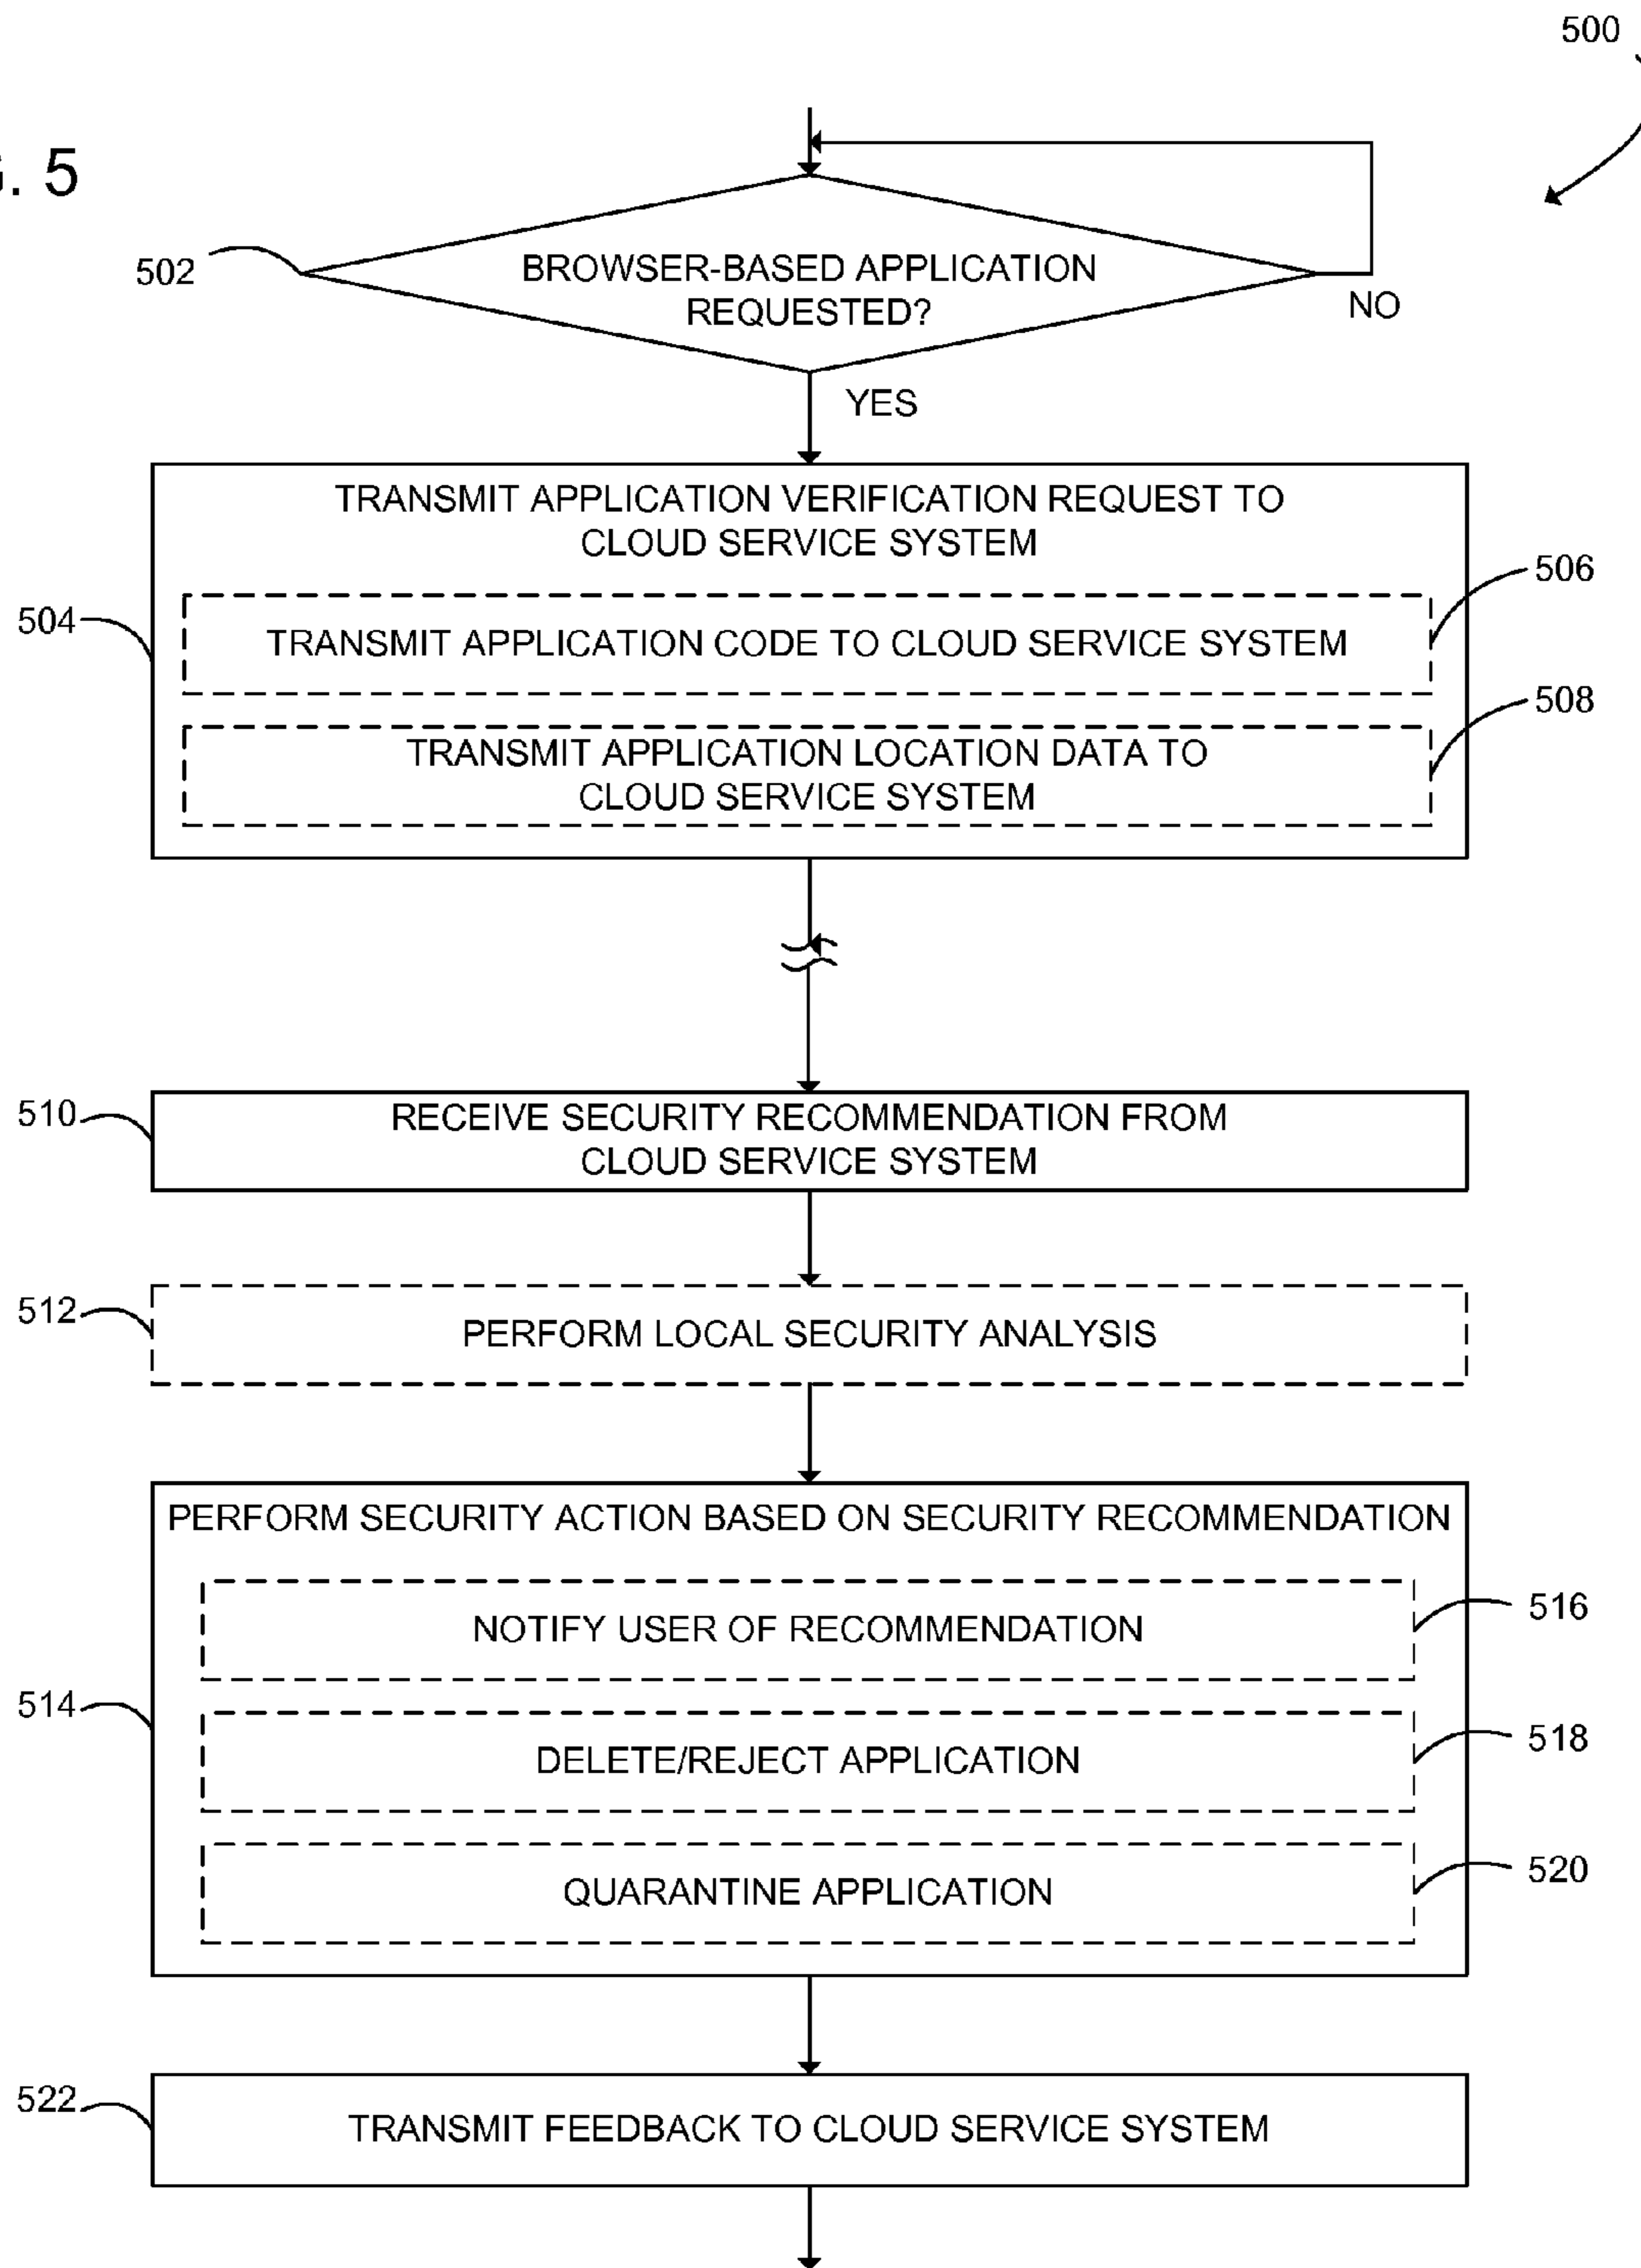 500
. 5
502
BROWSER-BASED APPLICATION
REQUESTED?
NO
YES
TRANSMIT APPLICATION VERIFICATION REQUEST TO
CLOUD SERVICE SYSTEM
504
506
TRANSMIT APPLICATION CODE TO CLOUD SERVICE SYSTEM
508
TRANSMIT APPLICATION LOCATION DATA TO
CLOUD SERVICE SYSTEM
510
RECEIVE SECURITY RECOMMENDATION FROM
CLOUD SERVICE SYSTEM
512
PERFORM LOCAL SECURITY ANALYSIS
PERFORM SECURITY ACTION BASED ON SECURITY RECOMMENDATION
516
NOTIFY USER OF RECOMMENDATION
514
518
DELETE/REJECT APPLICATION
520
QUARANTINE APPLICATION
522
TRANSMIT FEEDBACK TO CLOUD SERVICE SYSTEM